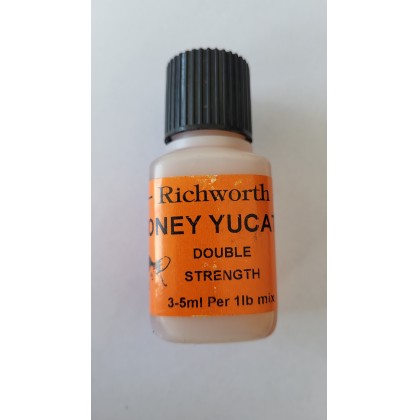 Richworth
ONEY YUCAT
DOUBLE
STRENGTH
3-5ml Per 1lb mix